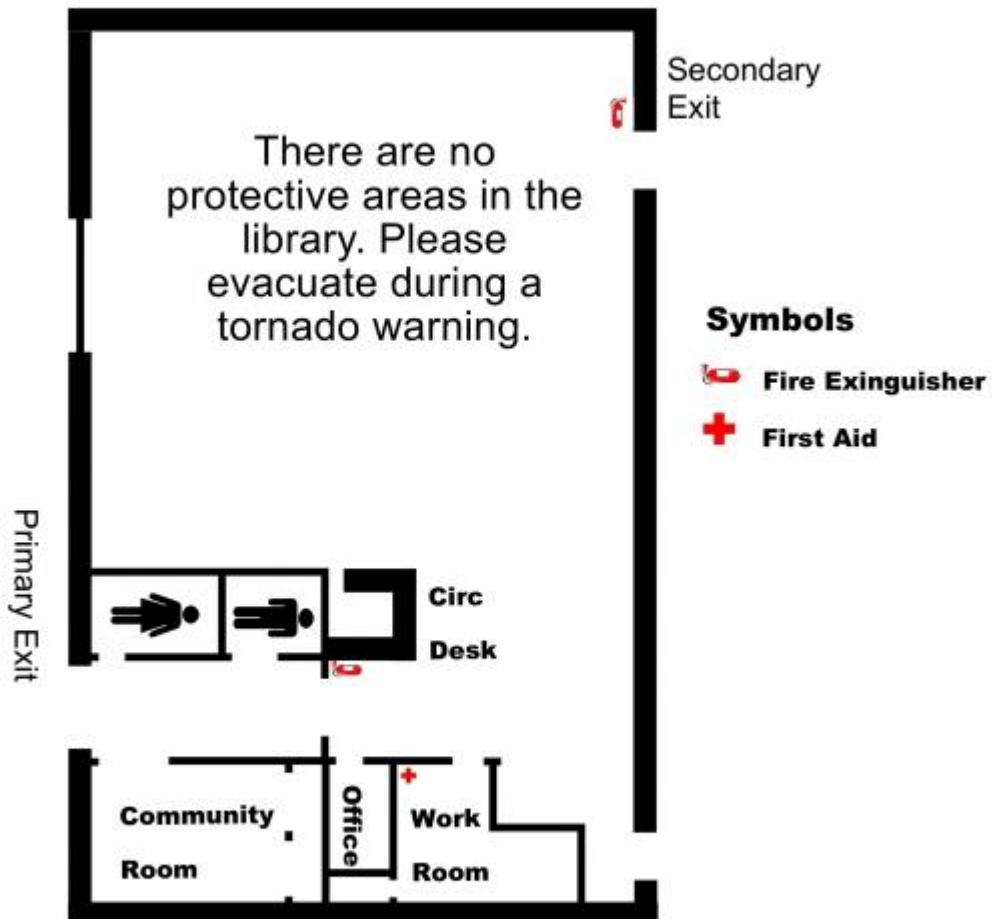 Secondary
Exit
There are no
protective areas in the
library. Please
evacuate during a
tornado warning.
Symbols
Fire Exinguisher
First Aid
Primary Exit
Circ
Desk
Community
Room
Office
Work
Room